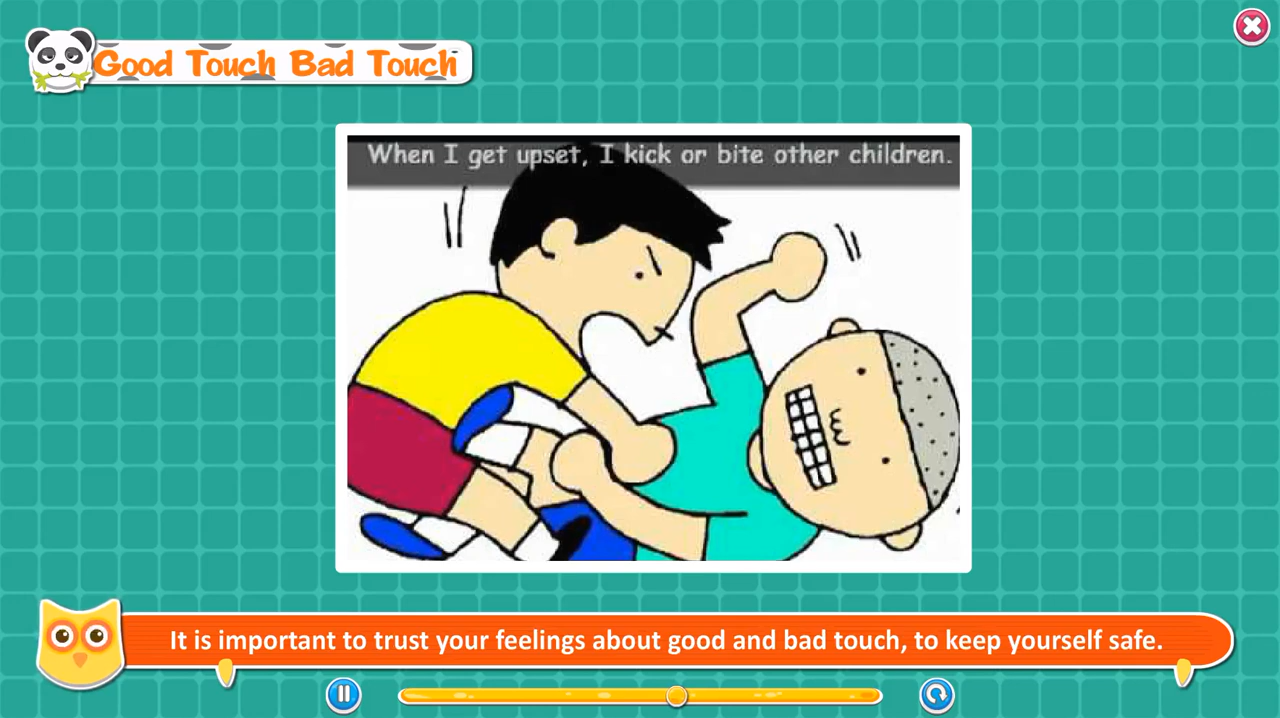 Good Touch Bad Touch
When I get upset, I kick or bite other children.
It is important to trust your feelings about good and bad touch, to keep yourself safe.